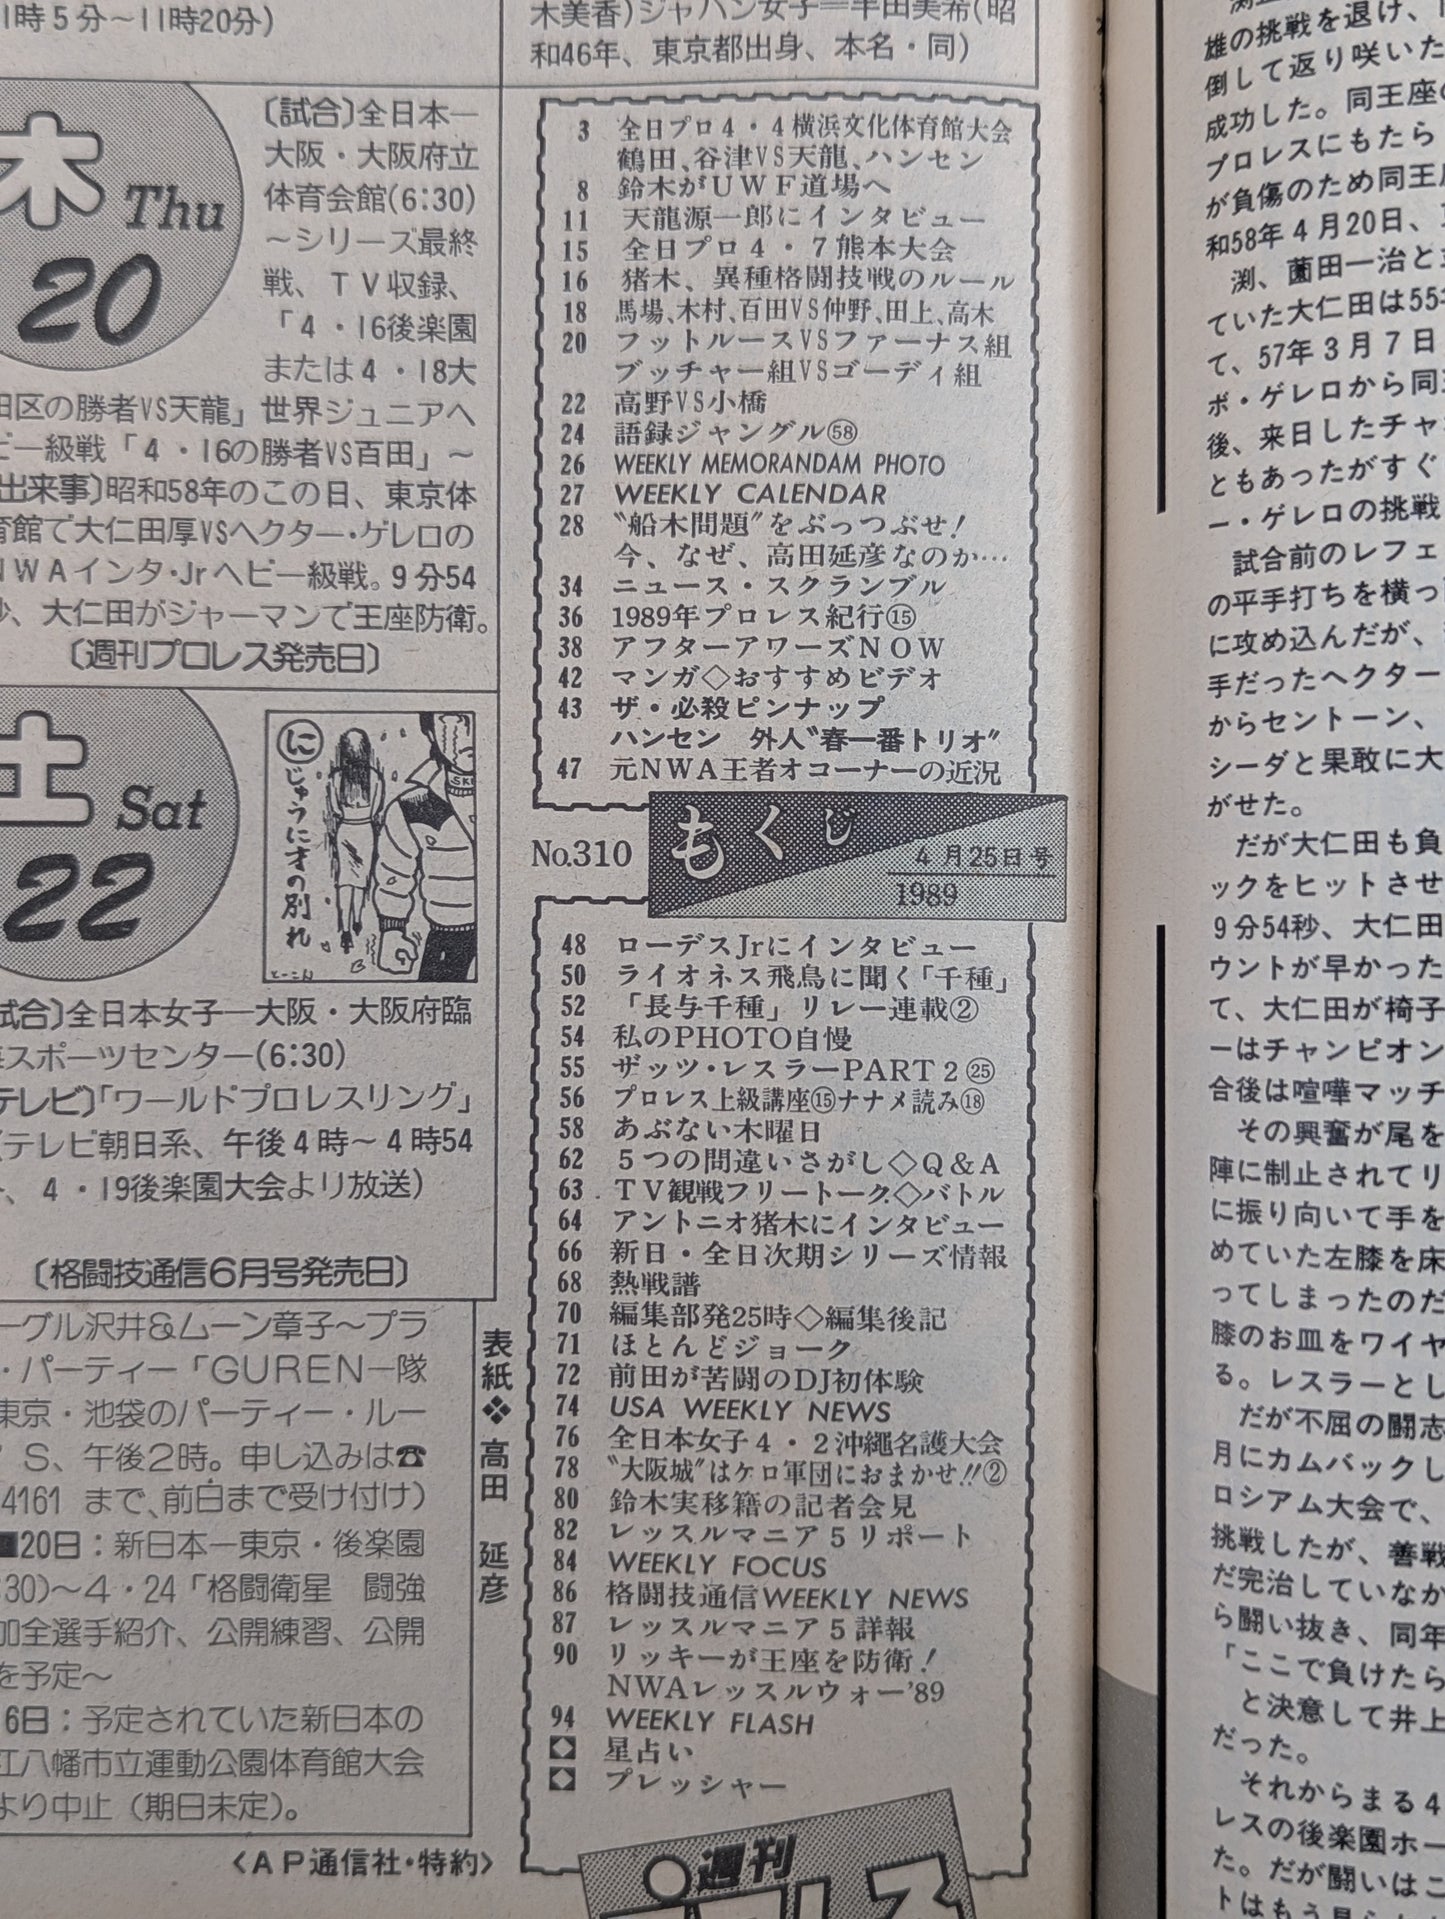 1時5分〜11時20分)
和46年、東京都出身、本名・同)
木 Thu
20
〔試合〕全日本―
大阪・大阪府立
体育会館(6:30)
〜シリーズ最終
戦、TV収録、
「4・16後楽園
または4・18大
田区の勝者VS天龍」世界ジュニアへ
ビー級戦「4・16の勝者VS百田」〜
出来事〕昭和58年のこの日、東京体
育館で大仁田厚VSヘクター・ゲレロの
NWAインタ・Jrヘビー級戦。9分54
秒、大仁田がジャーマンで王座防衛。
〔週刊プロレス発売日〕
土 Sat
22
にじゅうに才の別れ
試合〕全日本女子―大阪・大阪府臨
海スポーツセンター(6:30)
テレビ〕「ワールドプロレスリング」
(テレビ朝日系、午後4時〜4時54
、4・19後楽園大会より放送)
〔格闘技通信6月号発売日〕
ーグル沢井&ムーン章子〜プラ
・パーティー「GUREN一隊
東京・池袋のパーティー・ルー
S、午後2時。申し込みは☎
4161 まで、前日まで受け付け)
■20日：新日本―東京・後楽園
:30)〜4・24「格闘衛星 闘強
加全選手紹介、公開練習、公開
を予定〜
6日：予定されていた新日本の
江八幡市立運動公園体育館大会
より中止(期日未定)。
〈AP通信社・特約〉
表紙❖高田 延彦
3 全日プロ4・4横浜文化体育館大会
鶴田、谷津VS天龍、ハンセン
8 鈴木がUWF道場へ
11 天龍源一郎にインタビュー
15 全日プロ4・7熊本大会
16 猪木、異種格闘技戦のルール
18 馬場、木村、百田VS仲野、田上、高木
20 フットルースVSファーナス組
ブッチャー組VSゴーディ組
22 高野VS小橋
24 語録ジャングル㊽
26 WEEKLY MEMORANDAM PHOTO
27 WEEKLY CALENDAR
28 〝船木問題〟をぶっつぶせ！
今、なぜ、高田延彦なのか…
34 ニュース・スクランブル
36 1989年プロレス紀行⑮
38 アフターアワーズNOW
42 マンガ◇おすすめビデオ
43 ザ・必殺ピンナップ
ハンセン 外人〝春一番トリオ〟
47 元NWA王者オコーナーの近況
No.310
もくじ
4月25日号
1989
48 ローデスJrにインタビュー
50 ライオネス飛鳥に聞く「千種」
52 「長与千種」リレー連載②
54 私のPHOTO自慢
55 ザッツ・レスラーPART2㉕
56 プロレス上級講座⑮ナナメ読み⑱
58 あぶない木曜日
62 5つの間違いさがし◇Q&A
63 TV観戦フリートーク◇バトル
64 アントニオ猪木にインタビュー
66 新日・全日次期シリーズ情報
68 熱戦譜
70 編集部発25時◇編集後記
71 ほとんどジョーク
72 前田が苦闘のDJ初体験
74 USA WEEKLY NEWS
76 全日本女子4・2沖縄名護大会
78 〝大阪城〟はケロ軍団におまかせ!!②
80 鈴木実移籍の記者会見
82 レッスルマニア5リポート
84 WEEKLY FOCUS
86 格闘技通信WEEKLY NEWS
87 レッスルマニア5詳報
90 リッキーが王座を防衛！
NWAレッスルウォー'89
94 WEEKLY FLASH
星占い
プレッシャー
週刊
雄の挑戦を退け、
倒して返り咲いた
成功した。同王座の
プロレスにもたら
が負傷のため同王座
和58年4月20日、
渕、薗田一治と
ていた大仁田は55
て、57年3月7日
ボ・ゲレロから同王
後、来日したチャ
ともあったがすぐ
ー・ゲレロの挑戦
試合前のレフェ
の平手打ちを横っ
に攻め込んだが、
手だったヘクター
からセントーン、
シーダと果敢に大
がせた。
だが大仁田も負
ックをヒットさせ
9分54秒、大仁田
ウントが早かった
て、大仁田が椅子
ーはチャンピオン
合後は喧嘩マッチ
その興奮が尾を
陣に制止されてリ
に振り向いて手を
めていた左膝を床
ってしまったのだ
膝のお皿をワイヤ
る。レスラーとし
だが不屈の闘志
月にカムバックし
ロシアム大会で、
挑戦したが、善戦
だ完治していなか
ら闘い抜き、同年
「ここで負けたら
と決意して井上
だった。
それからまる4
レスの後楽園ホー
た。だが闘いはこ